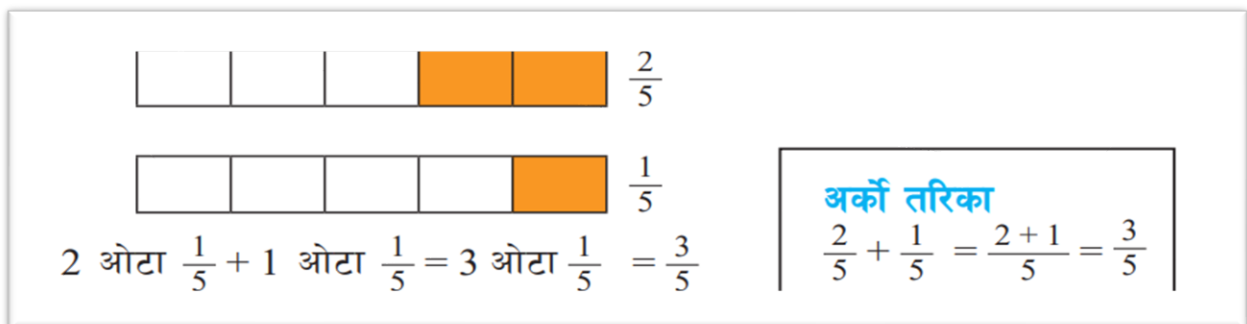 2/5
1/5
2 ओटा 1/5 + 1 ओटा 1/5 = 3 ओटा 1/5 = 3/5
अर्को तरिका
2/5 + 1/5 = 2 + 1/5 = 3/5